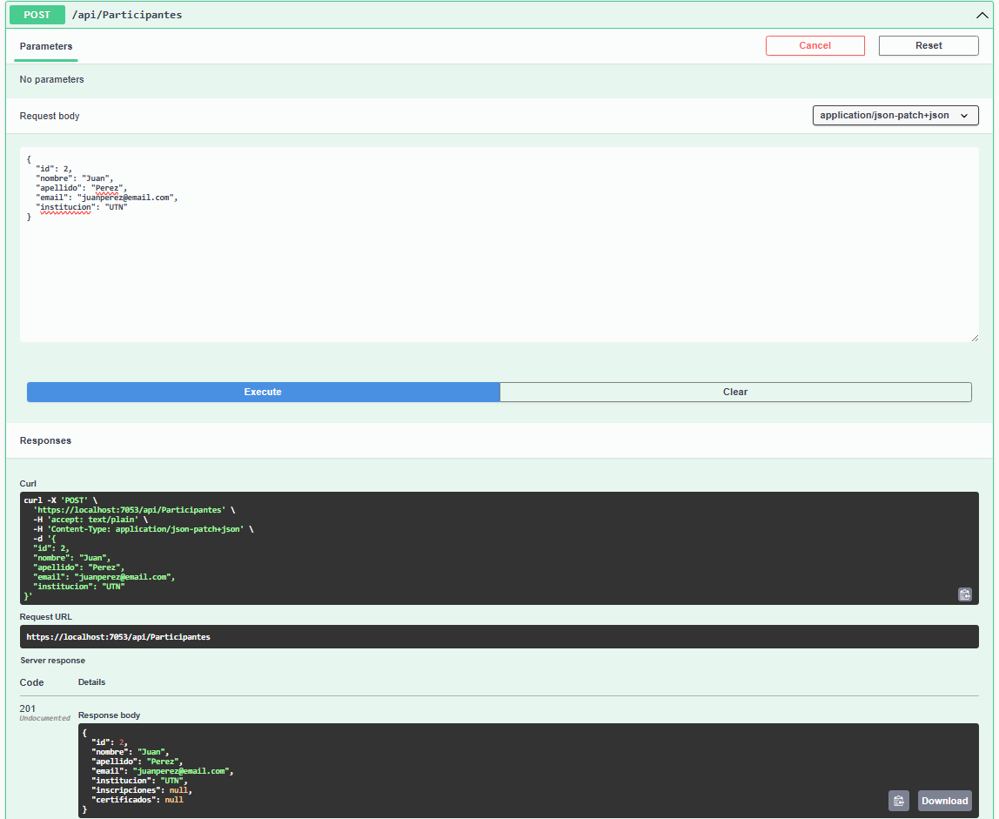 POST /api/Participantes
Parameters
Cancel
Reset
No parameters
Request body
application/json-patch+json
{
  "id": 2,
  "nombre": "Juan",
  "apellido": "Perez",
  "email": "juanperez@email.com",
  "institucion": "UTN"
}
Execute
Clear
Responses
Curl
curl -X 'POST' \
  'https://localhost:7053/api/Participantes' \
  -H 'accept: text/plain' \
  -H 'Content-Type: application/json-patch+json' \
  -d '{
  "id": 2,
  "nombre": "Juan",
  "apellido": "Perez",
  "email": "juanperez@email.com",
  "institucion": "UTN"
}'
Request URL
https://localhost:7053/api/Participantes
Server response
Code Details
201
Undocumented
Response body
{
  "id": 2,
  "nombre": "Juan",
  "apellido": "Perez",
  "email": "juanperez@email.com",
  "institucion": "UTN",
  "inscripciones": null,
  "certificados": null
}
Download